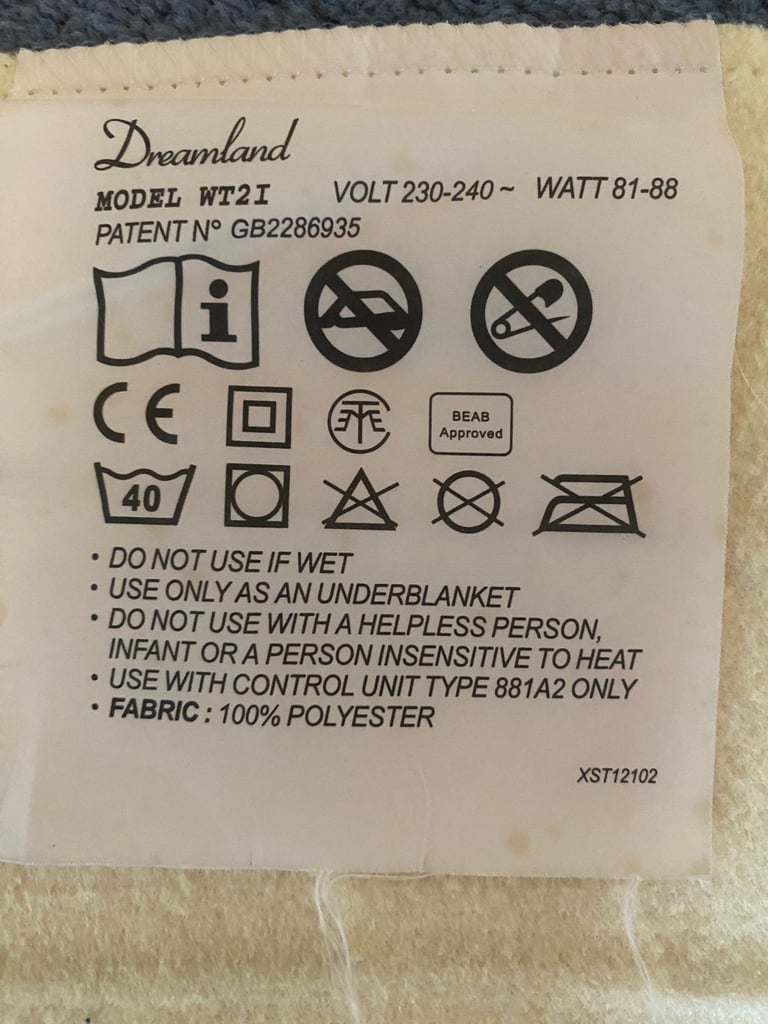 Dreamland
MODEL WT2I VOLT 230-240~ WATT 81-88
PATENT Nº GB2286935
i
CE BEAB
Approved
40
• DO NOT USE IF WET
• USE ONLY AS AN UNDERBLANKET
• DO NOT USE WITH A HELPLESS PERSON,
INFANT OR A PERSON INSENSITIVE TO HEAT
• USE WITH CONTROL UNIT TYPE 881A2 ONLY
• FABRIC : 100% POLYESTER
XST12102